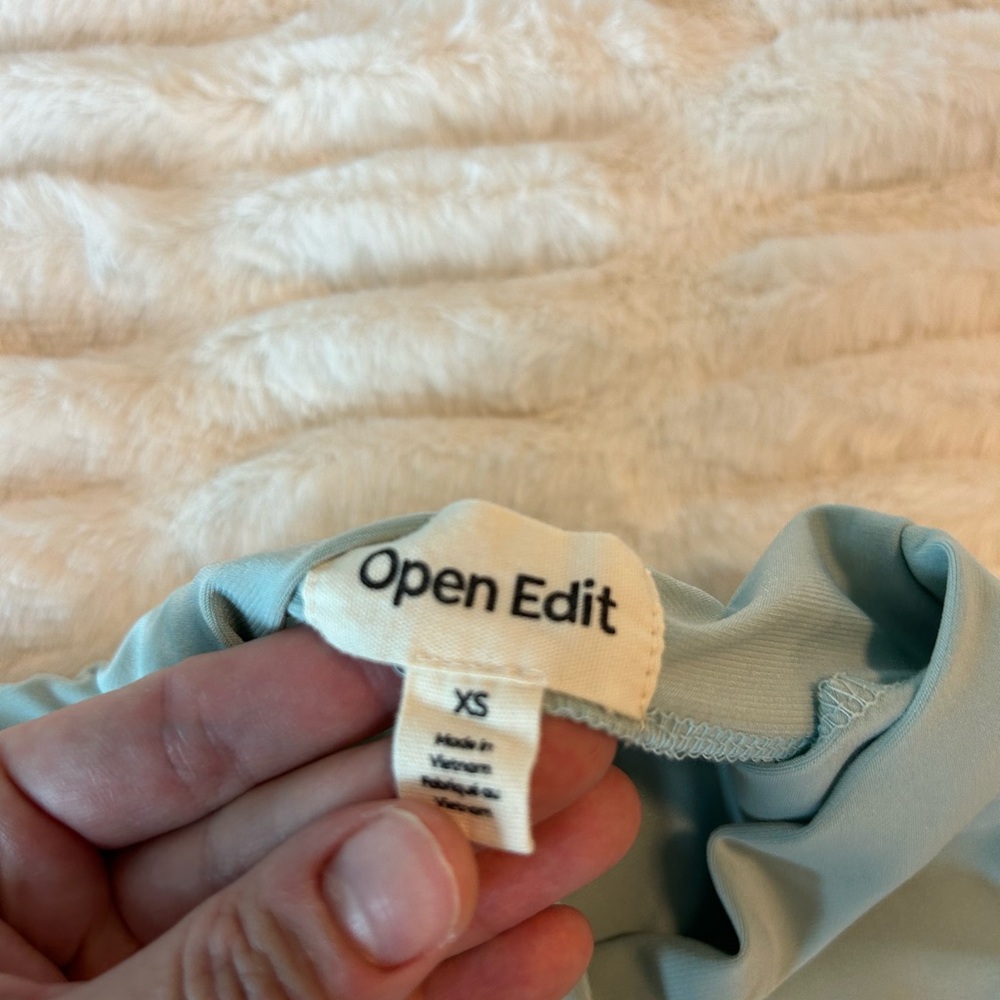 Open Edit
XS
Made in
Vietnam
Fabriqué au
Vietnam